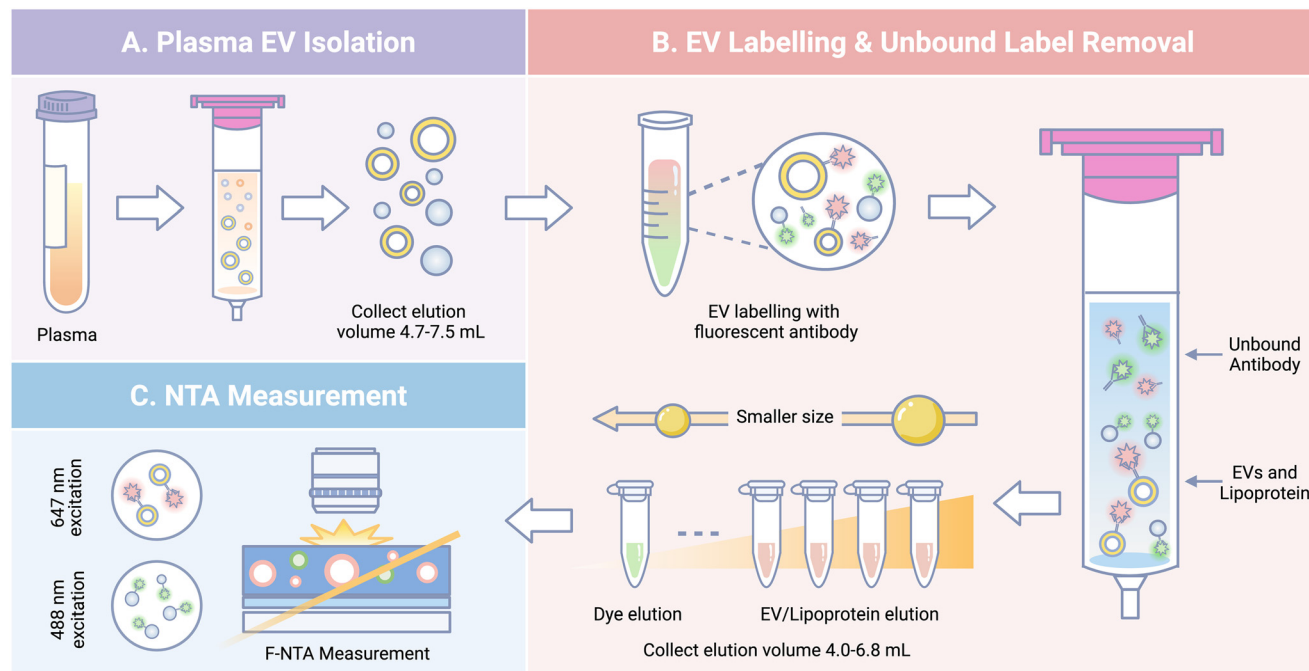 A. Plasma EV Isolation
Plasma
Collect elution
volume 4.7-7.5 mL
B. EV Labelling & Unbound Label Removal
EV labelling with
fluorescent antibody
Unbound
Antibody
EVs and
Lipoprotein
Smaller size
Dye elution
EV/Lipoprotein elution
Collect elution volume 4.0-6.8 mL
C. NTA Measurement
647 nm
excitation
488 nm
excitation
F-NTA Measurement